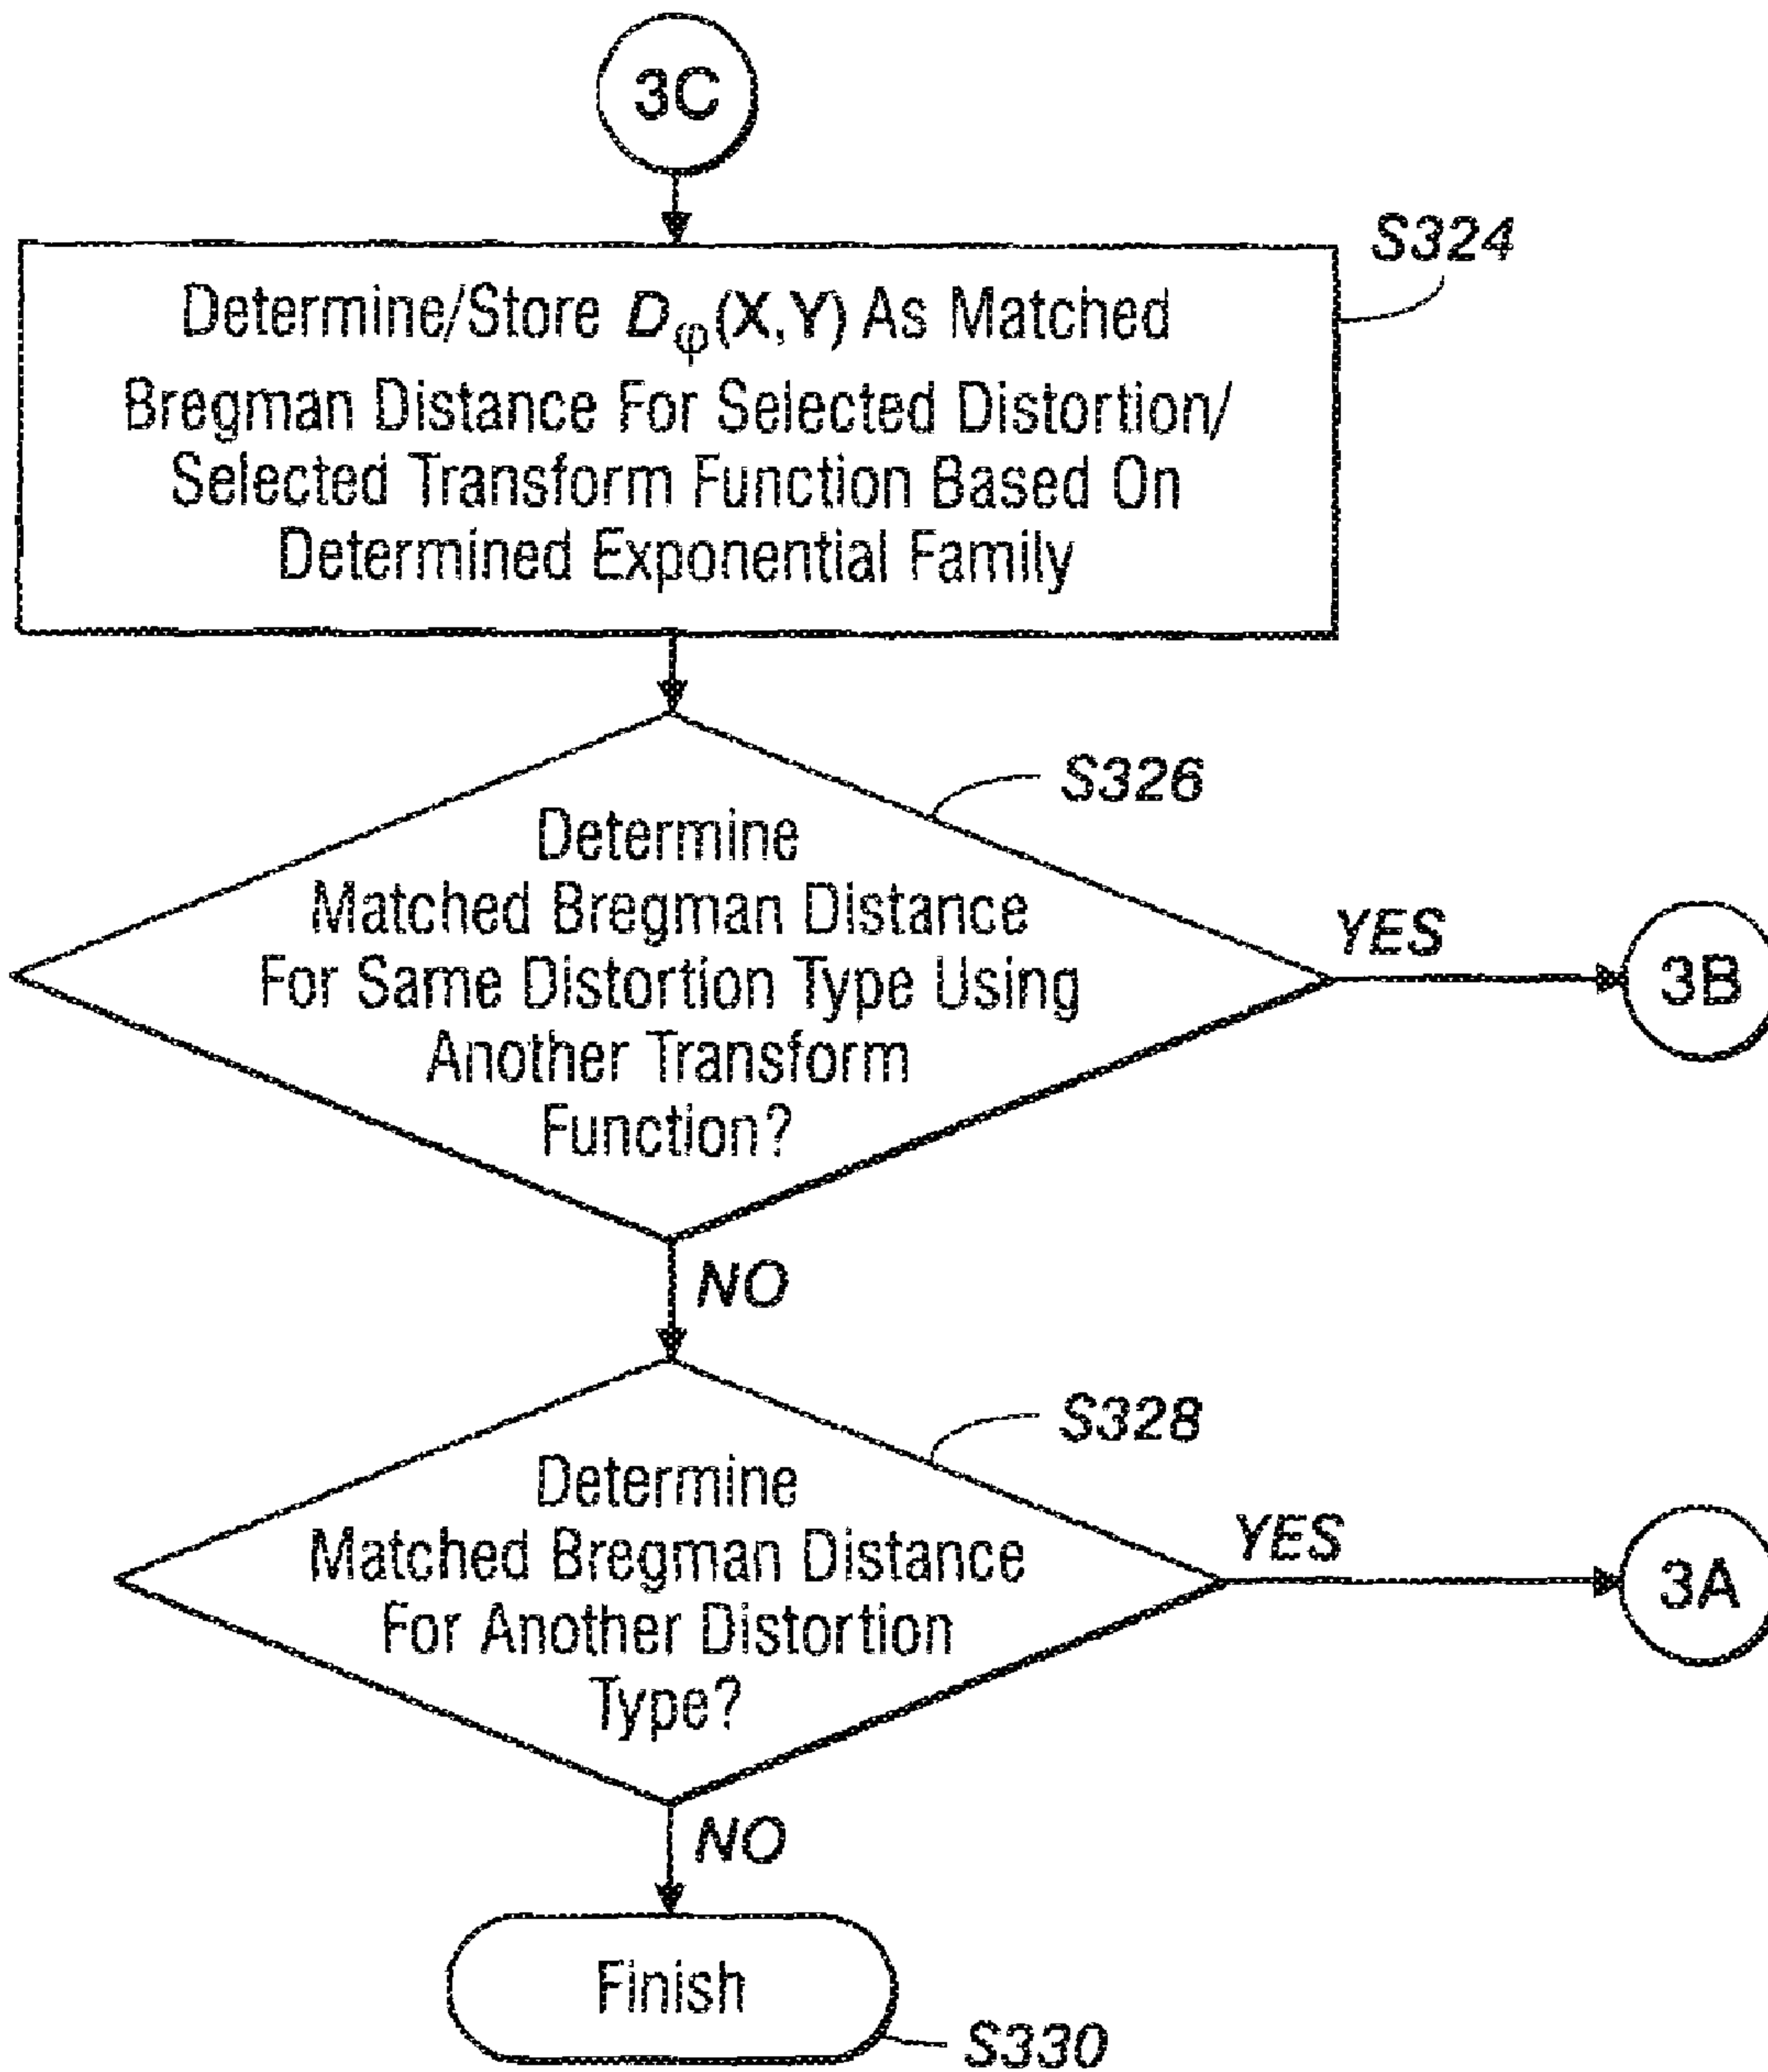 3C
S324
Determine/Store Dφ(X,Y) As Matched
Bregman Distance For Selected Distortion/
Selected Transform Function Based On
Determined Exponential Family
S326
Determine
Matched Bregman Distance
For Same Distortion Type Using
Another Transform
Function?
YES
3B
NO
S328
Determine
Matched Bregman Distance
For Another Distortion
Type?
YES
3A
NO
Finish
S330